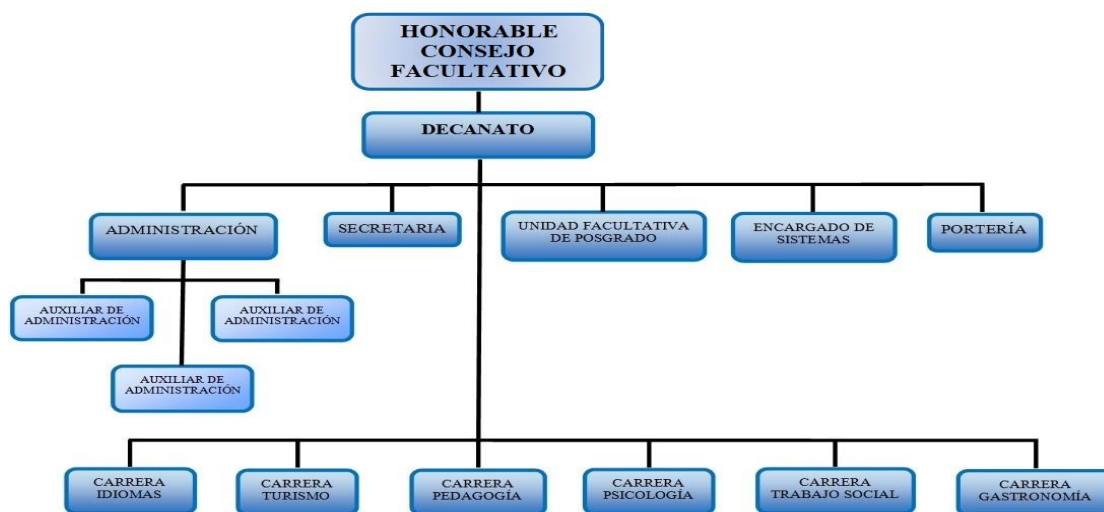 HONORABLE
CONSEJO
FACULTATIVO
DECANATO
ADMINISTRACIÓN
SECRETARIA
UNIDAD FACULTATIVA
DE POSGRADO
ENCARGADO DE
SISTEMAS
PORTERÍA
AUXILIAR DE
ADMINISTRACIÓN
AUXILIAR DE
ADMINISTRACIÓN
AUXILIAR DE
ADMINISTRACIÓN
CARRERA
IDIOMAS
CARRERA
TURISMO
CARRERA
PEDAGOGÍA
CARRERA
PSICOLOGÍA
CARRERA
TRABAJO SOCIAL
CARRERA
GASTRONOMÍA